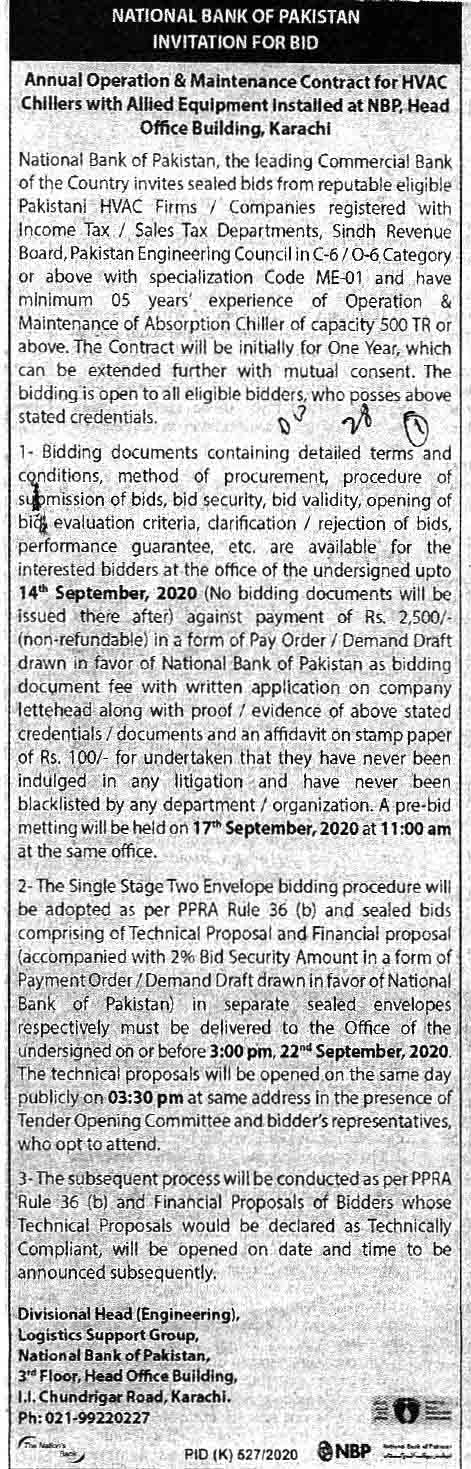 NATIONAL BANK OF PAKISTAN
INVITATION FOR BID
Annual Operation & Maintenance Contract for HVAC
Chillers with Allied Equipment Installed at NBP, Head
Office Building, Karachi
National Bank of Pakistan, the leading Commercial Bank
of the Country invites sealed bids from reputable eligible
Pakistani HVAC Firms / Companies registered with
Income Tax / Sales Tax Departments, Sindh Revenue
Board, Pakistan Engineering Council in C-6 / O-6 Category
or above with specialization Code ME-01 and have
minimum 05 years' experience of Operation &
Maintenance of Absorption Chiller of capacity 500 TR or
above. The Contract will be initially for One Year, which
can be extended further with mutual consent. The
bidding is open to all eligible bidders, who posses above
stated credentials.
03 28 1
1- Bidding documents containing detailed terms and
conditions, method of procurement, procedure of
submission of bids, bid security, bid validity, opening of
bid, evaluation criteria, clarification / rejection of bids,
performance guarantee, etc. are available for the
interested bidders at the office of the undersigned upto
14th September, 2020 (No bidding documents will be
issued there after) against payment of Rs. 2,500/-
(non-refundable) in a form of Pay Order / Demand Draft
drawn in favor of National Bank of Pakistan as bidding
document fee with written application on company
lettehead along with proof / evidence of above stated
credentials / documents and an affidavit on stamp paper
of Rs. 100/- for undertaken that they have never been
indulged in any litigation and have never been
blacklisted by any department / organization. A pre-bid
metting will be held on 17th September, 2020 at 11:00 am
at the same office.
2- The Single Stage Two Envelope bidding procedure will
be adopted as per PPRA Rule 36 (b) and sealed bids
comprising of Technical Proposal and Financial proposal
(accompanied with 2% Bid Security Amount in a form of
Payment Order / Demand Draft drawn in favor of National
Bank of Pakistan) in separate sealed envelopes
respectively must be delivered to the Office of the
undersigned on or before 3:00 pm, 22nd September, 2020.
The technical proposals will be opened on the same day
publicly on 03:30 pm at same address in the presence of
Tender Opening Committee and bidder's representatives,
who opt to attend.
3- The subsequent process will be conducted as per PPRA
Rule 36 (b) and Financial Proposals of Bidders whose
Technical Proposals would be declared as Technically
Compliant, will be opened on date and time to be
announced subsequently.
Divisional Head (Engineering),
Logistics Support Group,
National Bank of Pakistan,
3rd Floor, Head Office Building,
I.I. Chundrigar Road, Karachi.
Ph: 021-99220227
The Nation's
Bank
PID (K) 527/2020
NBP
National Bank of Pakistan